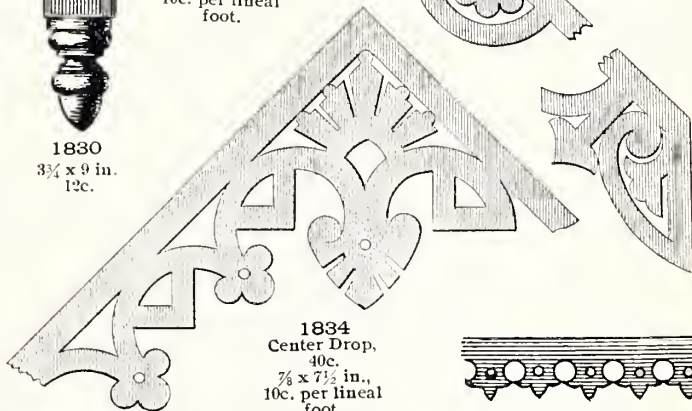 10c. per lineal
foot.
1830
3¾ x 9 in.
12c.
1834
Center Drop,
40c.
⅞ x 7½ in.,
10c. per lineal
foot